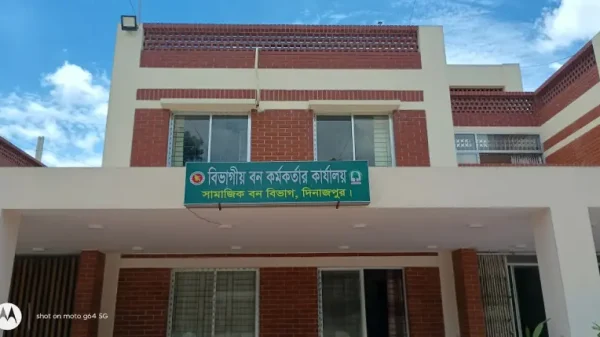 বিভাগীয় বন কর্মকর্তার কার্যালয়
সামাজিক বন বিভাগ, দিনাজপুর ।
shot on moto g64 5G